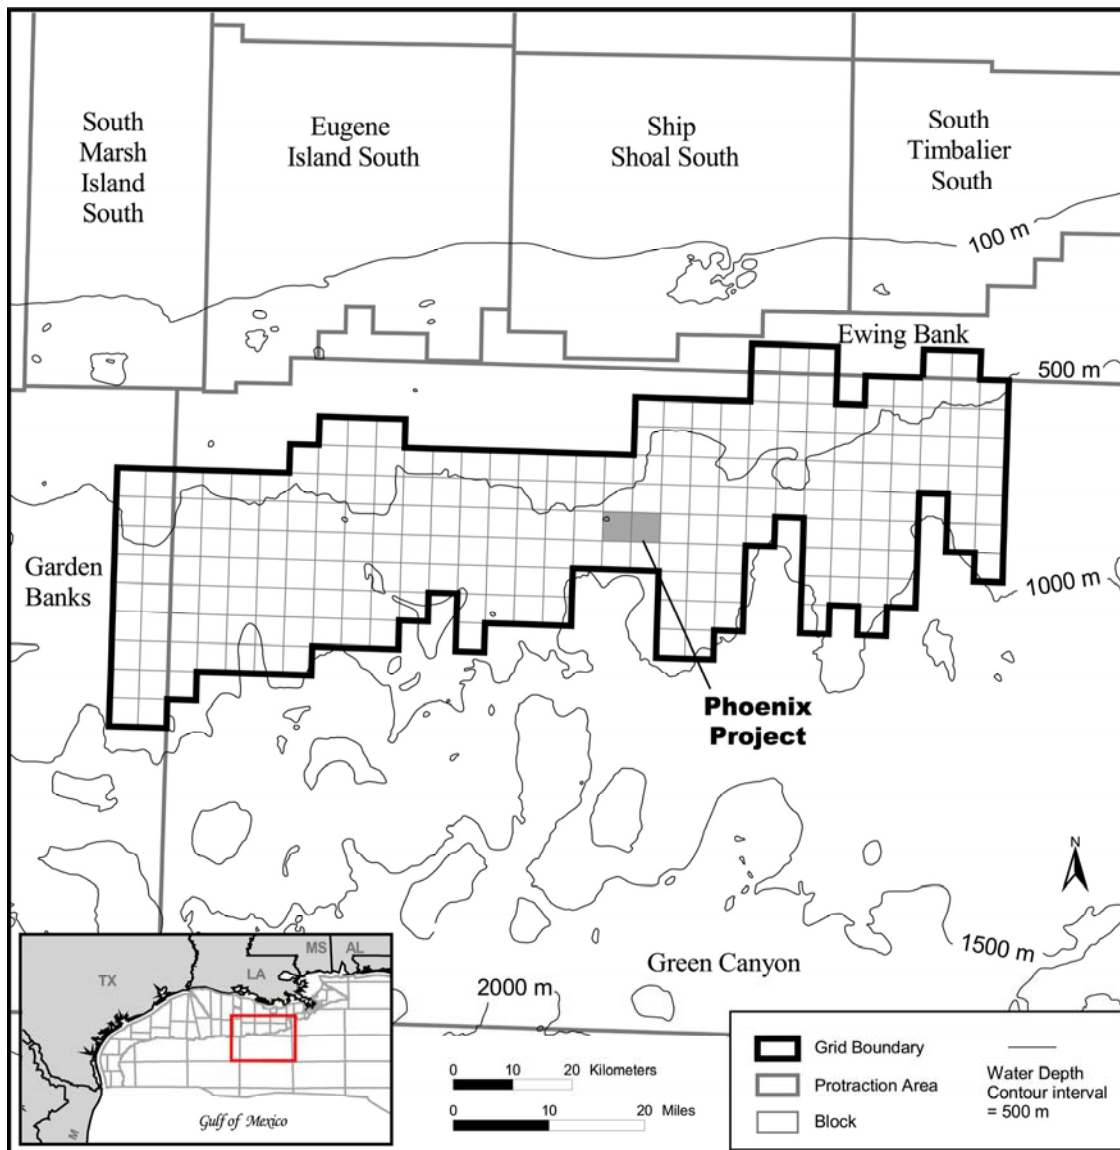 South
Marsh
Island
South
Eugene
Island South
Ship
Shoal South
South
Timbalier
South
100 m
Ewing Bank
500 m
Garden
Banks
1000 m
Phoenix
Project
N
1500 m
Green Canyon
2000 m
MS
AL
TX
LA
Gulf of Mexico
M
0 10 20 Kilometers
0 10 20 Miles
Grid Boundary
Protraction Area
Block
Water Depth
Contour interval
= 500 m